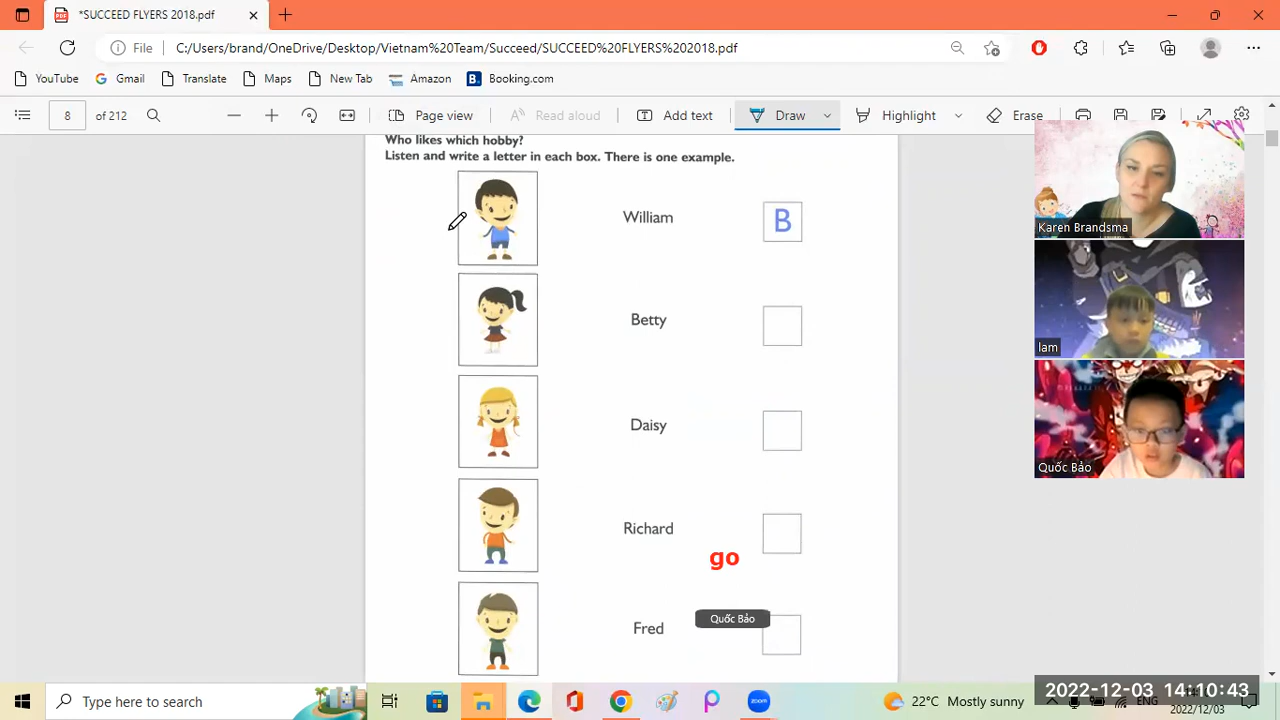 *SUCCEED FLYERS 2018.pdf
File
C:/Users/brand/OneDrive/Desktop/Vietnam%20Team/Succeed/SUCCEED%20FLYERS%202018.pdf
YouTube
Gmail
Translate
Maps
New Tab
Amazon
Booking.com
8
of 212
Page view
Read aloud
Add text
Draw
Highlight
Erase
Who likes which hobby?
Listen and write a letter in each box. There is one example.
William
B
Betty
Daisy
Richard
go
Fred
Quốc Bảo
Karen Brandsma
lam
Quốc Bảo
Type here to search
22°C Mostly sunny
ENG
2022-12-03 14:10:43
2022/12/03